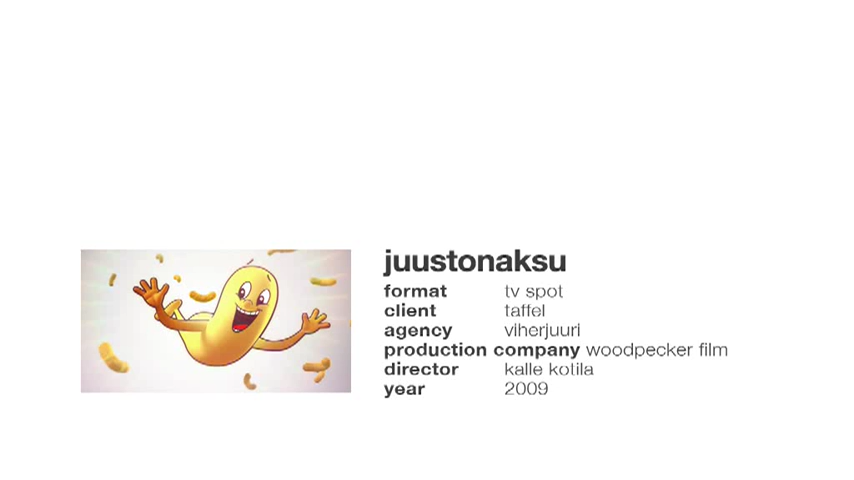 juustonaksu
format tv spot
client taffel
agency viherjuuri
production company woodpecker film
director kalle kotila
year 2009